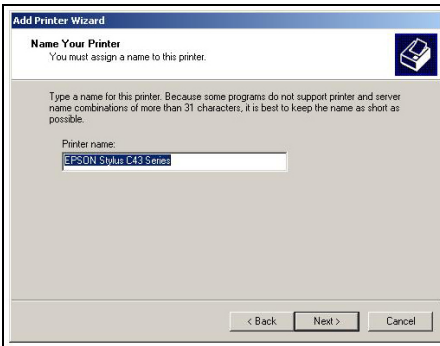 Add Printer Wizard
Name Your Printer
You must assign a name to this printer.
Type a name for this printer. Because some programs do not support printer and server
name combinations of more than 31 characters, it is best to keep the name as short as
possible.
Printer name:
EPSON Stylus C43 Series
< Back
Next >
Cancel